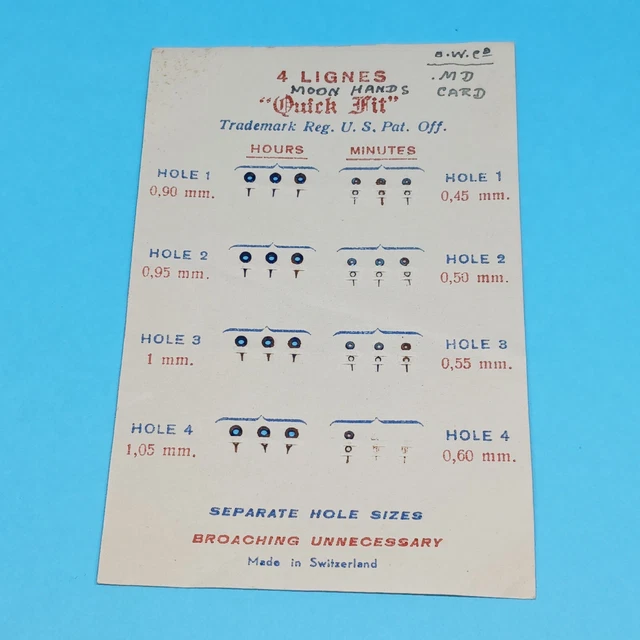 B.W.Cᴰ
.MD
CARD
4 LIGNES
MOON HANDS
"Quick Fit"
Trademark Reg. U. S. Pat. Off.
HOURS MINUTES
HOLE 1 HOLE 1
0,90 mm. 0,45 mm.
HOLE 2 HOLE 2
0,95 mm. 0,50 mm.
HOLE 3 HOLE 3
1 mm. 0,55 mm.
HOLE 4 HOLE 4
1,05 mm. 0,60 mm.
SEPARATE HOLE SIZES
BROACHING UNNECESSARY
Made in Switzerland